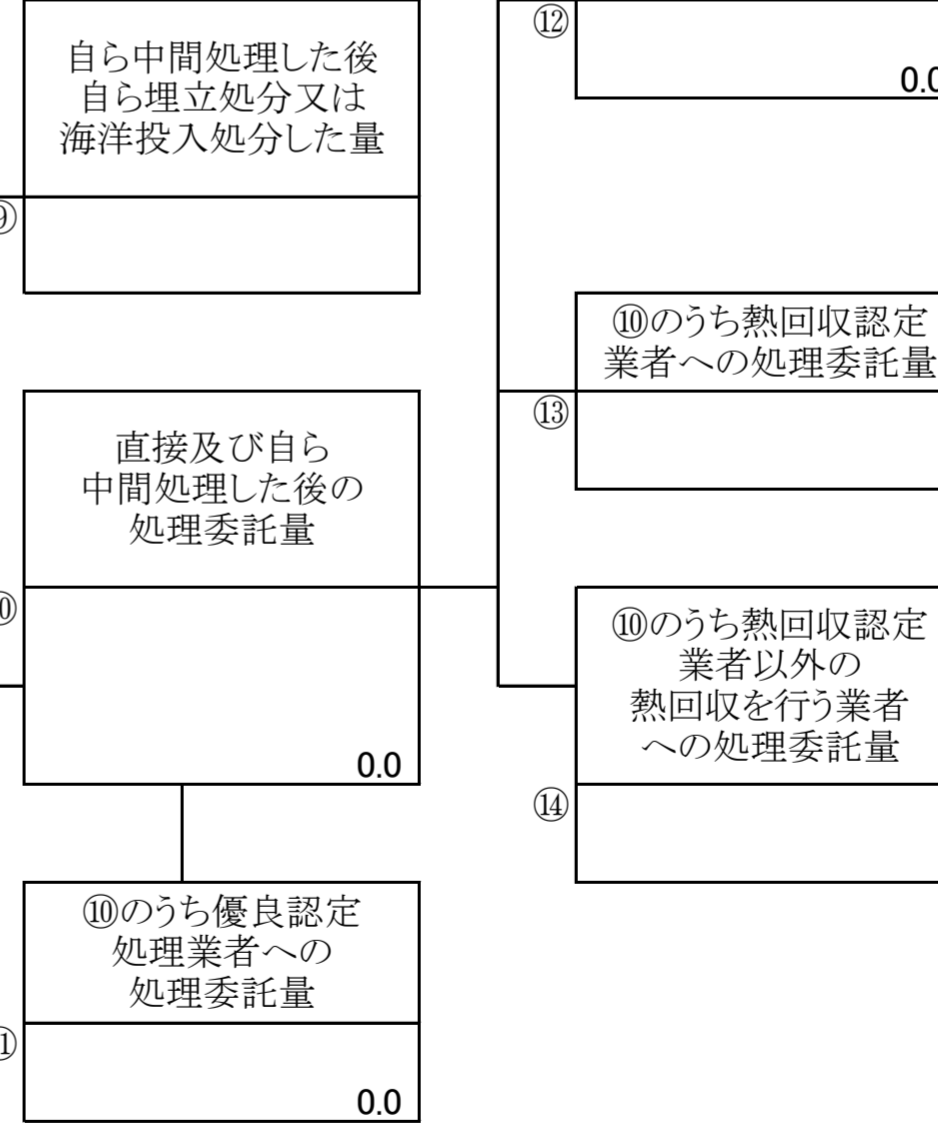 自ら中間処理した後
自ら埋立処分又は
海洋投入処分した量
⑨
直接及び自ら
中間処理した後の
処理委託量
⑩
0.0
⑩のうち優良認定
処理業者への
処理委託量
⑪
0.0
⑫
0.0
⑩のうち熱回収認定
業者への処理委託量
⑬
⑩のうち熱回収認定
業者以外の
熱回収を行う業者
への処理委託量
⑭